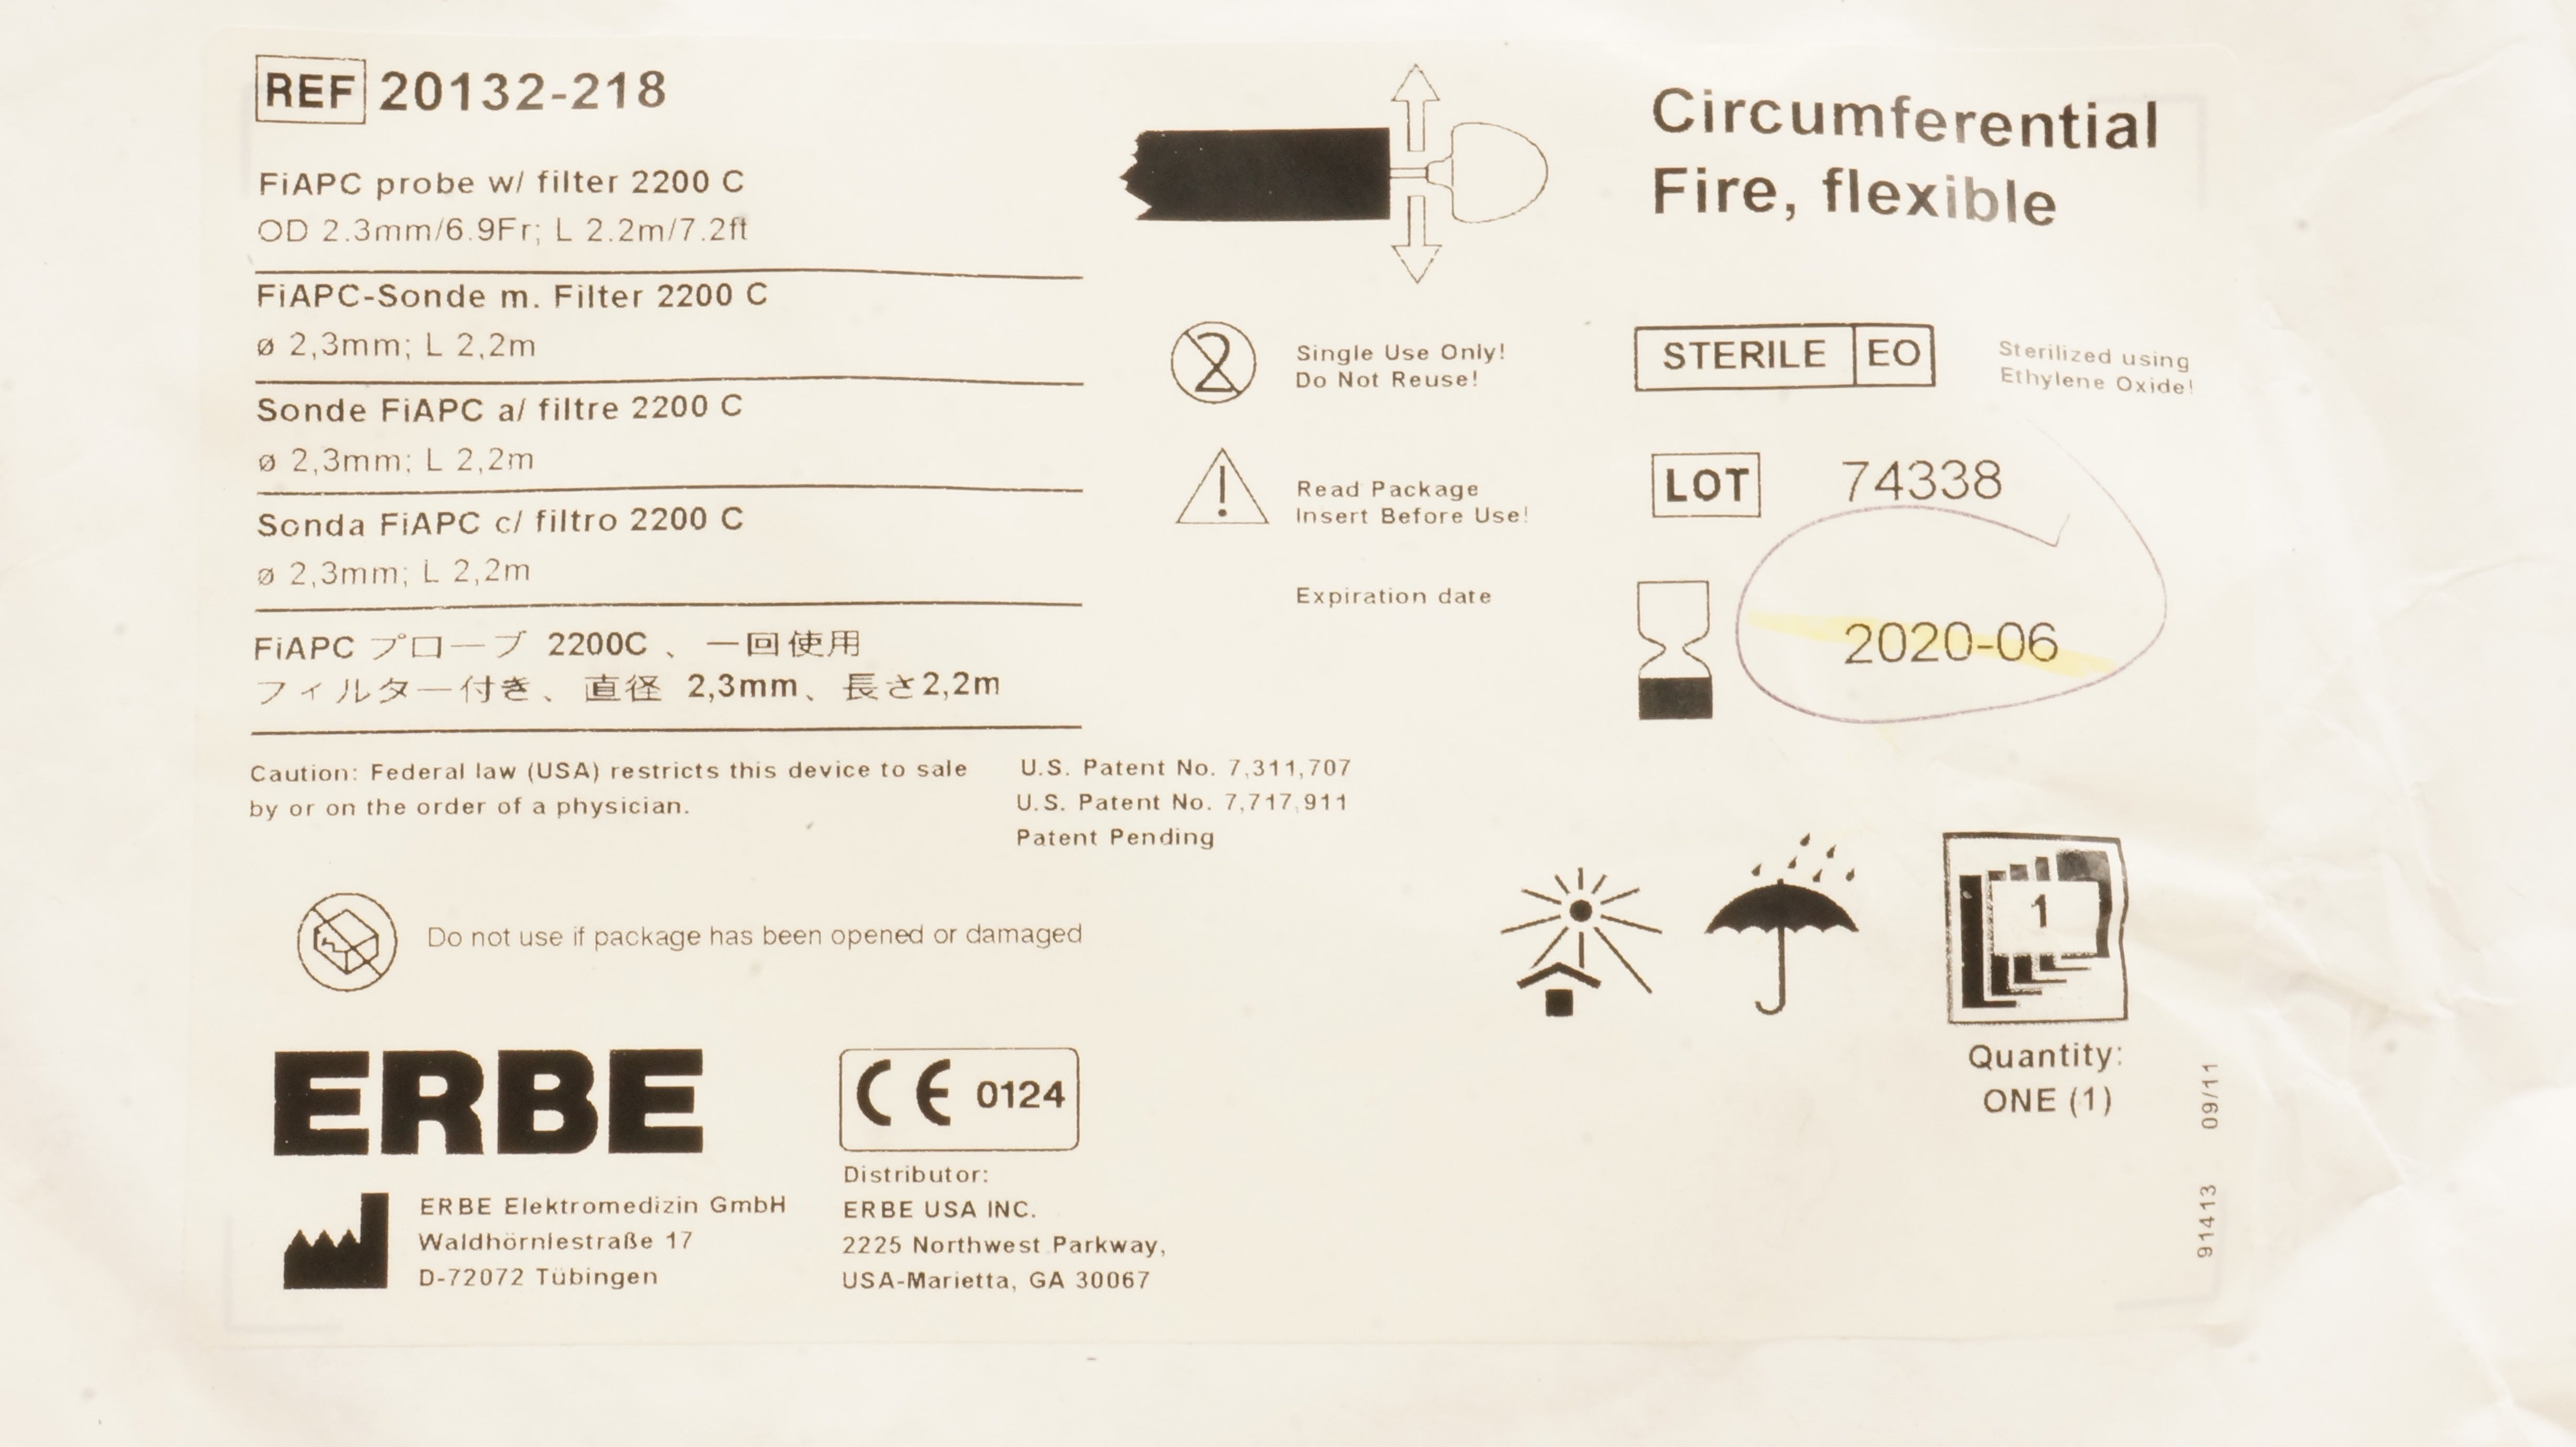 REF 20132-218
FiAPC probe w/ filter 2200 C
OD 2.3mm/6.9Fr; L 2.2m/7.2ft
FiAPC-Sonde m. Filter 2200 C
ø 2,3mm; L 2,2m
Sonde FiAPC a/ filtre 2200 C
ø 2,3mm; L 2,2m
Sonda FiAPC c/ filtro 2200 C
ø 2,3mm; L 2,2m
FiAPC プローブ 2200C 、一回使用
フィルター付き、直径 2,3mm、長さ2,2m
Caution: Federal law (USA) restricts this device to sale
by or on the order of a physician.
U.S. Patent No. 7,311,707
U.S. Patent No. 7,717,911
Patent Pending
Do not use if package has been opened or damaged
ERBE
ERBE Elektromedizin GmbH
Waldhörnlestraße 17
D-72072 Tübingen
CE 0124
Distributor:
ERBE USA INC.
2225 Northwest Parkway,
USA-Marietta, GA 30067
Circumferential
Fire, flexible
2
Single Use Only!
Do Not Reuse!
STERILE EO
Sterilized using
Ethylene Oxide!
!
Read Package
Insert Before Use!
LOT 74338
Expiration date
2020-06
1
Quantity:
ONE (1)
91413 09/11